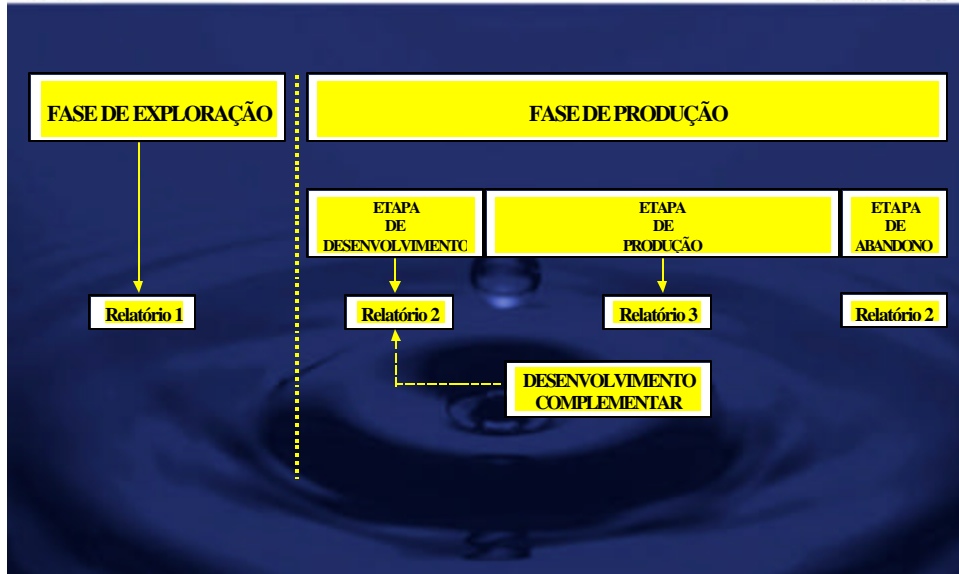 FASE DE EXPLORAÇÃO
FASE DE PRODUÇÃO
ETAPA
DE
DESENVOLVIMENTO
ETAPA
DE
PRODUÇÃO
ETAPA
DE
ABANDONO
Relatório 1
Relatório 2
Relatório 3
Relatório 2
DESENVOLVIMENTO
COMPLEMENTAR